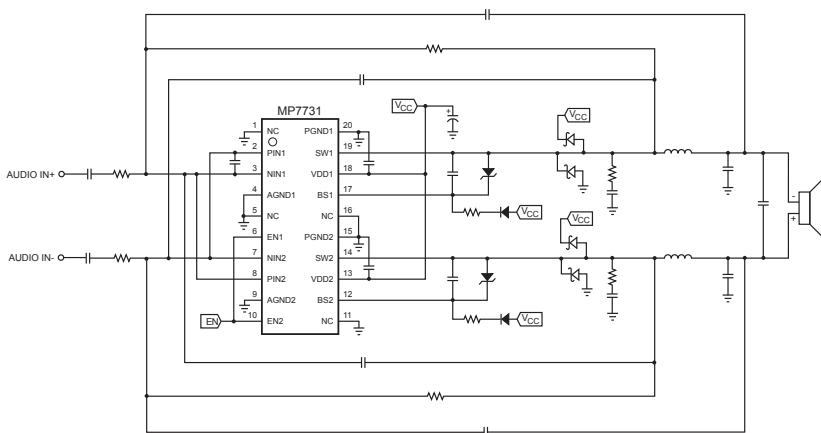 MP7731
VCC
VCC
1 NC PGND1 20
2 PIN1 SW1 19
AUDIO IN+ 3 NIN1 VDD1 18
4 AGND1 BS1 17
5 NC NC 16
VCC
6 EN1 PGND2 15
VCC
AUDIO IN- 7 NIN2 SW2 14
8 PIN2 VDD2 13
9 AGND2 BS2 12
EN 10 EN2 NC 11
VCC
+
-
+